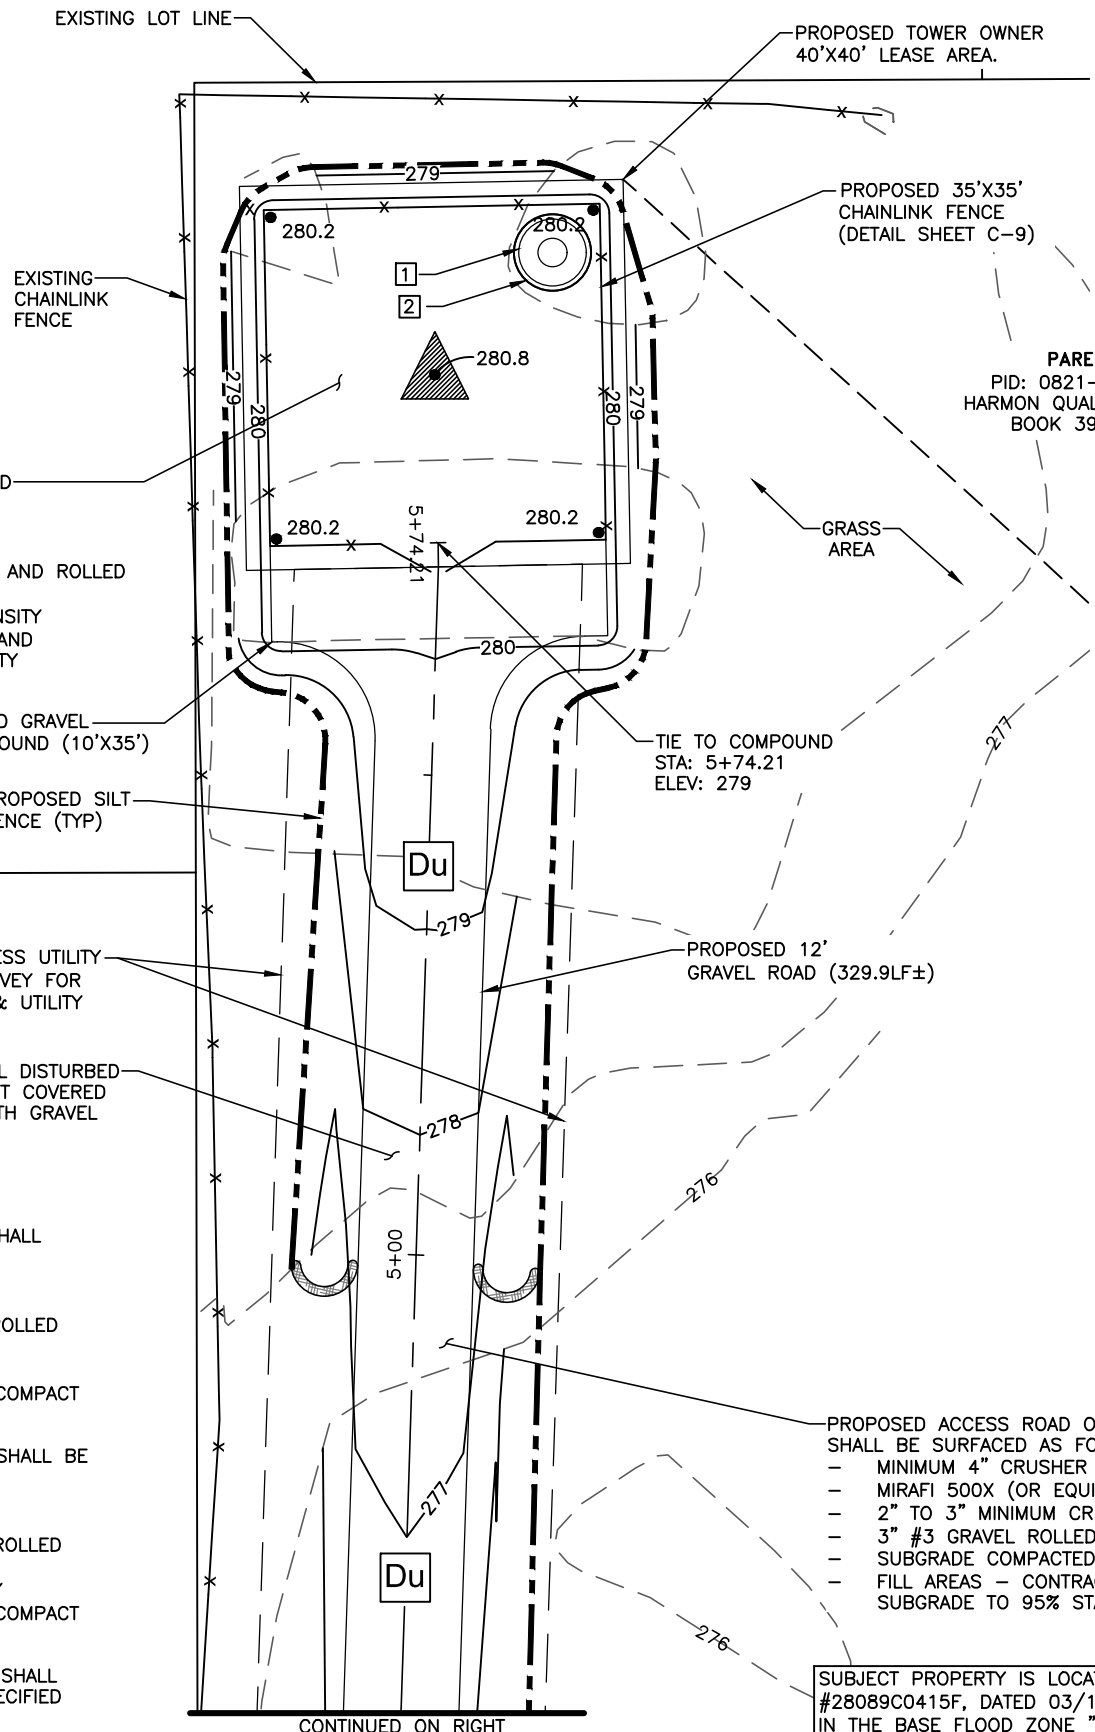 EXISTING LOT LINE
PROPOSED TOWER OWNER
40'X40' LEASE AREA.
279
PROPOSED 35'X35'
CHAINLINK FENCE
(DETAIL SHEET C-9)
280.2
280.2
1
2
EXISTING
CHAINLINK
FENCE
280.8
PARE
PID: 0821-
HARMON QUAL
BOOK 39
279
280
280
279
D
280.2
280.2
5+74.21
GRASS
AREA
AND ROLLED
NSITY
AND
TY
280
D GRAVEL
OUND (10'X35')
TIE TO COMPOUND
STA: 5+74.21
ELEV: 279
277
ROPOSED SILT
ENCE (TYP)
Du
279
ESS UTILITY
VEY FOR
& UTILITY
PROPOSED 12'
GRAVEL ROAD (329.9LF±)
L DISTURBED
T COVERED
TH GRAVEL
278
276
HALL
5+00
ROLLED
COMPACT
SHALL BE
277
ROLLED
Du
COMPACT
SHALL
ECIFIED
PROPOSED ACCESS ROAD O
SHALL BE SURFACED AS FO
- MINIMUM 4" CRUSHER
- MIRAFI 500X (OR EQUI
- 2" TO 3" MINIMUM CR
- 3" #3 GRAVEL ROLLED
- SUBGRADE COMPACTED
- FILL AREAS - CONTRA
SUBGRADE TO 95% STA
276
SUBJECT PROPERTY IS LOCAT
#28089C0415F, DATED 03/1
IN THE BASE FLOOD ZONE "
CONTINUED ON RIGHT